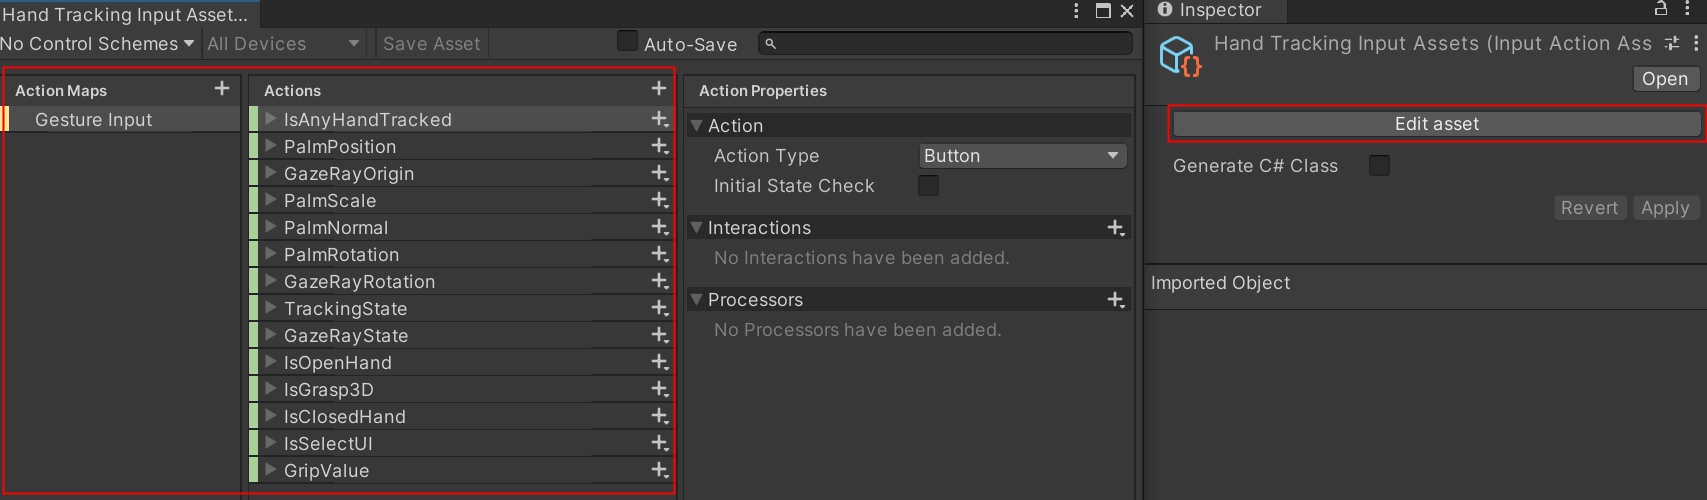 Hand Tracking Input Asset...
No Control Schemes
All Devices
Save Asset
Auto-Save
Action Maps
Gesture Input
Actions
IsAnyHandTracked
PalmPosition
GazeRayOrigin
PalmScale
PalmNormal
PalmRotation
GazeRayRotation
TrackingState
GazeRayState
IsOpenHand
IsGrasp3D
IsClosedHand
IsSelectUI
GripValue
Action Properties
Action
Action Type
Button
Initial State Check
Interactions
No Interactions have been added.
Processors
No Processors have been added.
Inspector
Hand Tracking Input Assets (Input Action Ass
Open
Edit asset
Generate C# Class
Revert
Apply
Imported Object